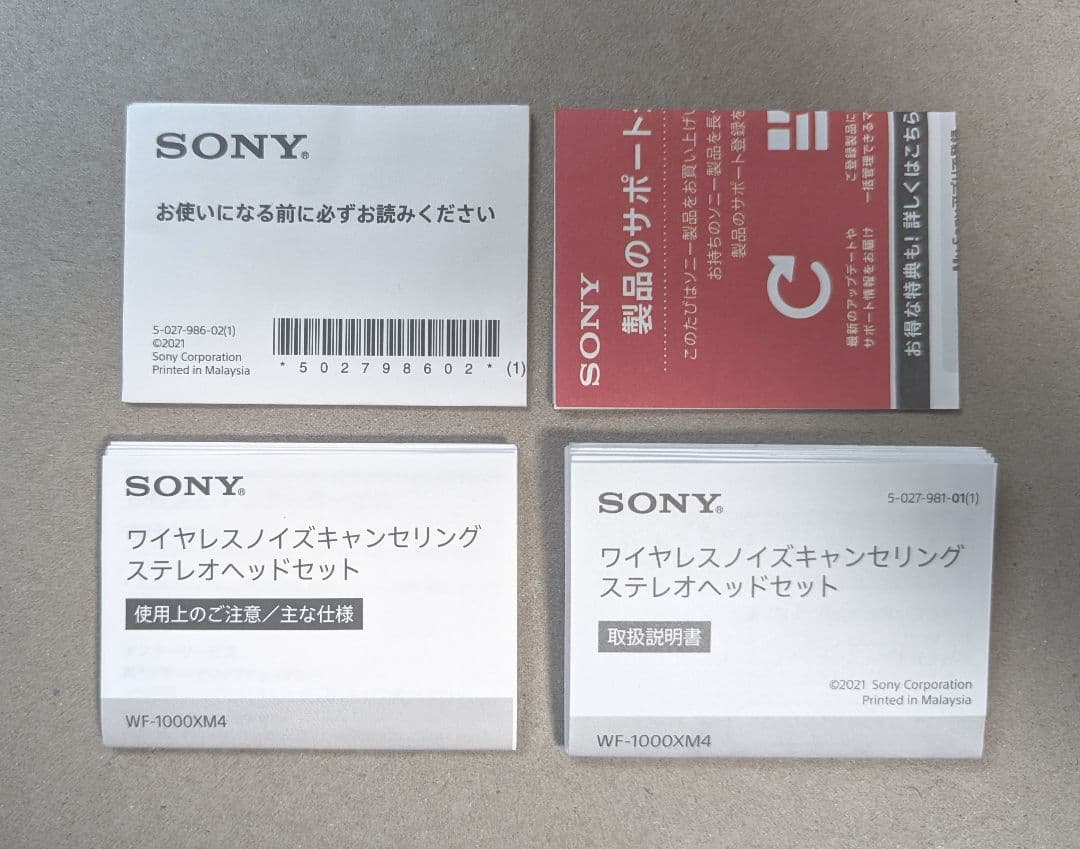 SONY®
お使いになる前に必ずお読みください
5-027-986-02(1)
©2021
Sony Corporation
Printed in Malaysia
*502798602*(1)
SONY
製品のサポート
このたびはソニー製品をお買い上げ
お持ちのソニー製品を長
製品のサポート登録を
最新のアップデートや
サポート情報をお届け
ご登録製品に
一括管理できる
お得な特典も！詳しくはこちら
SONY®
ワイヤレスノイズキャンセリング
ステレオヘッドセット
使用上のご注意／主な仕様
WF-1000XM4
SONY®
5-027-981-01(1)
ワイヤレスノイズキャンセリング
ステレオヘッドセット
取扱説明書
©2021 Sony Corporation
Printed in Malaysia
WF-1000XM4